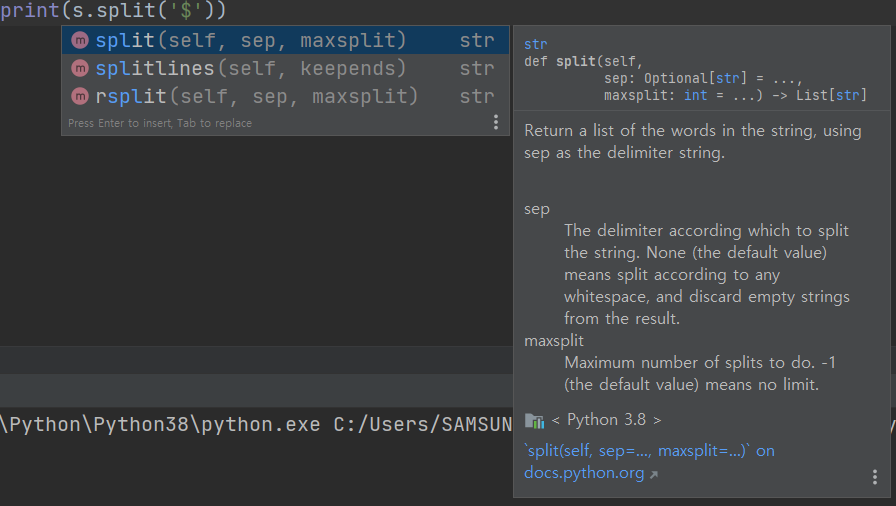 print(s.split('$'))
split(self, sep, maxsplit) str
splitlines(self, keepends) str
rsplit(self, sep, maxsplit) str
Press Enter to insert, Tab to replace
str
def split(self,
sep: Optional[str] = ...,
maxsplit: int = ...) -> List[str]
Return a list of the words in the string, using
sep as the delimiter string.
sep
The delimiter according which to split
the string. None (the default value)
means split according to any
whitespace, and discard empty strings
from the result.
maxsplit
Maximum number of splits to do. -1
(the default value) means no limit.
< Python 3.8 >
`split(self, sep=..., maxsplit=...)` on
docs.python.org
\Python\Python38\python.exe C:/Users/SAMSUN